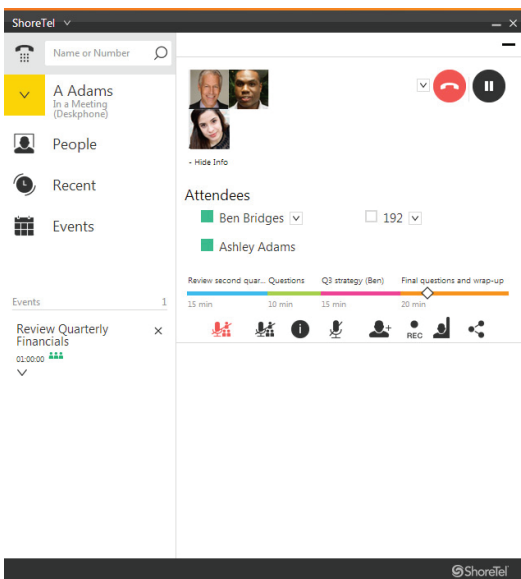 ShoreTel
Name or Number
A Adams
In a Meeting
(Deskphone)
People
Recent
Events
Events 1
Review Quarterly
Financials
01:00:00
- Hide Info
Attendees
Ben Bridges 192
Ashley Adams
Review second quar... Questions Q3 strategy (Ben) Final questions and wrap-up
15 min 10 min 15 min 20 min
REC
ShoreTel